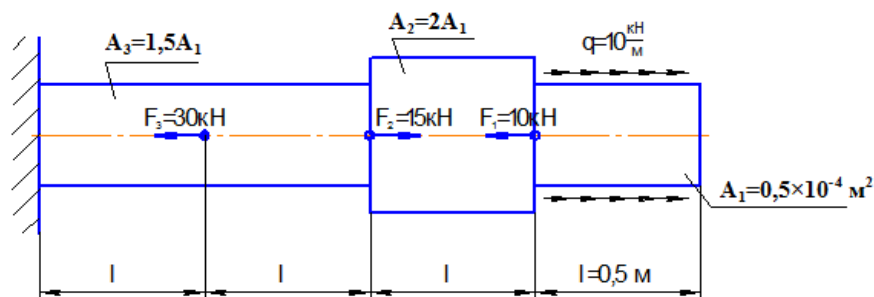 A₃=1,5A₁
A₂=2A₁
q=10 кН/м
F₃=30кН
F₂=15кН
F₁=10кН
A₁=0,5×10⁻⁴ м²
l
l
l
l=0,5 м